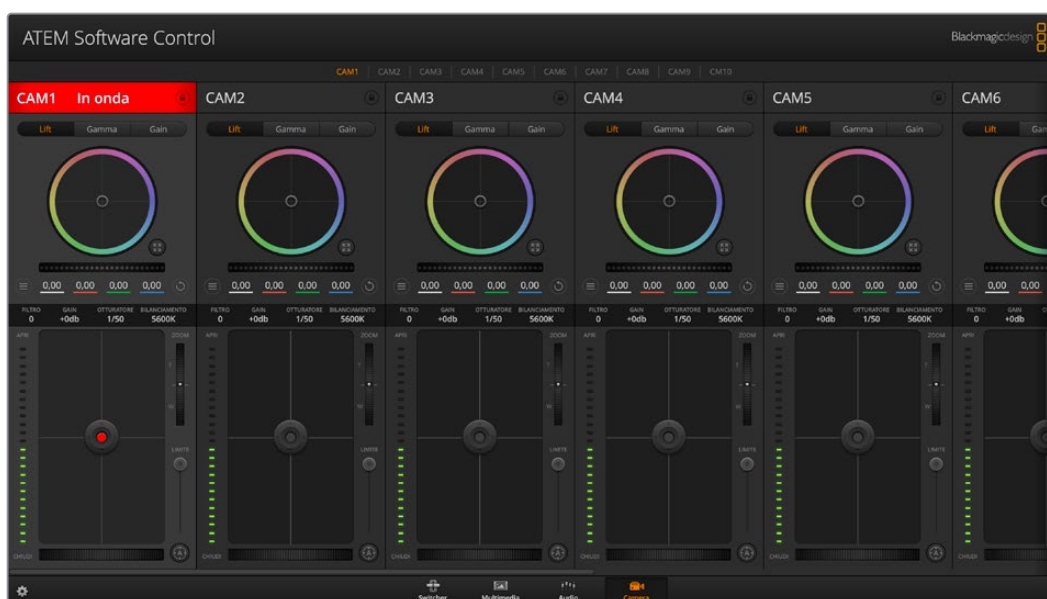 ATEM Software Control
Blackmagicdesign
CAM1 CAM2 CAM3 CAM4 CAM5 CAM6 CAM7 CAM8 CAM9 CM10
CAM1 In onda CAM2 CAM3 CAM4 CAM5 CAM6
Lift Gamma Gain Lift Gamma Gain Lift Gamma Gain Lift Gamma Gain Lift Gamma Gain Lift Gam
0,00 0,00 0,00 0,00 0,00 0,00 0,00 0,00 0,00 0,00 0,00 0,00 0,00 0,00 0,00 0,00 0,00 0,00 0,00 0,00 0,00 0,00
FILTRO GAIN OTTURATORE BILANCIAMENTO FILTRO GAIN OTTURATORE BILANCIAMENTO FILTRO GAIN OTTURATORE BILANCIAMENTO FILTRO GAIN OTTURATORE BILANCIAMENTO FILTRO GAIN OTTURATORE BILANCIAMENTO FILTRO GAIN
0 +0db 1/50 5600K 0 +0db 1/50 5600K 0 +0db 1/50 5600K 0 +0db 1/50 5600K 0 +0db 1/50 5600K 0 +0db
APRI ZOOM APRI ZOOM APRI ZOOM APRI ZOOM APRI ZOOM APRI
T T T T T
W W W W W
LIMITE LIMITE LIMITE LIMITE LIMITE
CHIUDI A CHIUDI A CHIUDI A CHIUDI A CHIUDI A CHIUDI
Switcher Multimedia Audio Camera